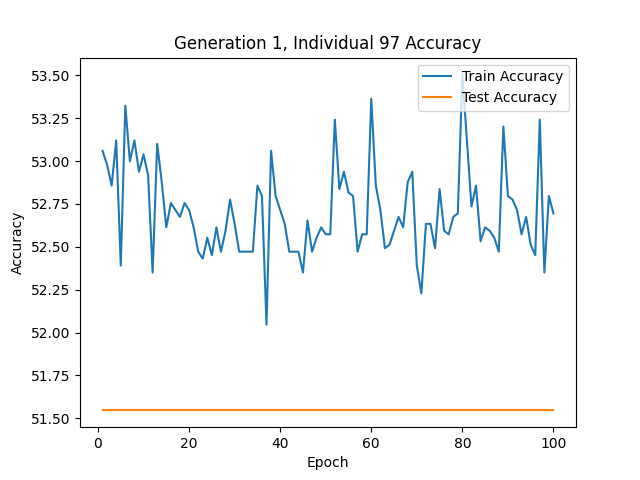 Generation 1, Individual 97 Accuracy
Train Accuracy
Test Accuracy
53.50
53.25
53.00
52.75
52.50
52.25
52.00
51.75
51.50
Accuracy
0 20 40 60 80 100
Epoch